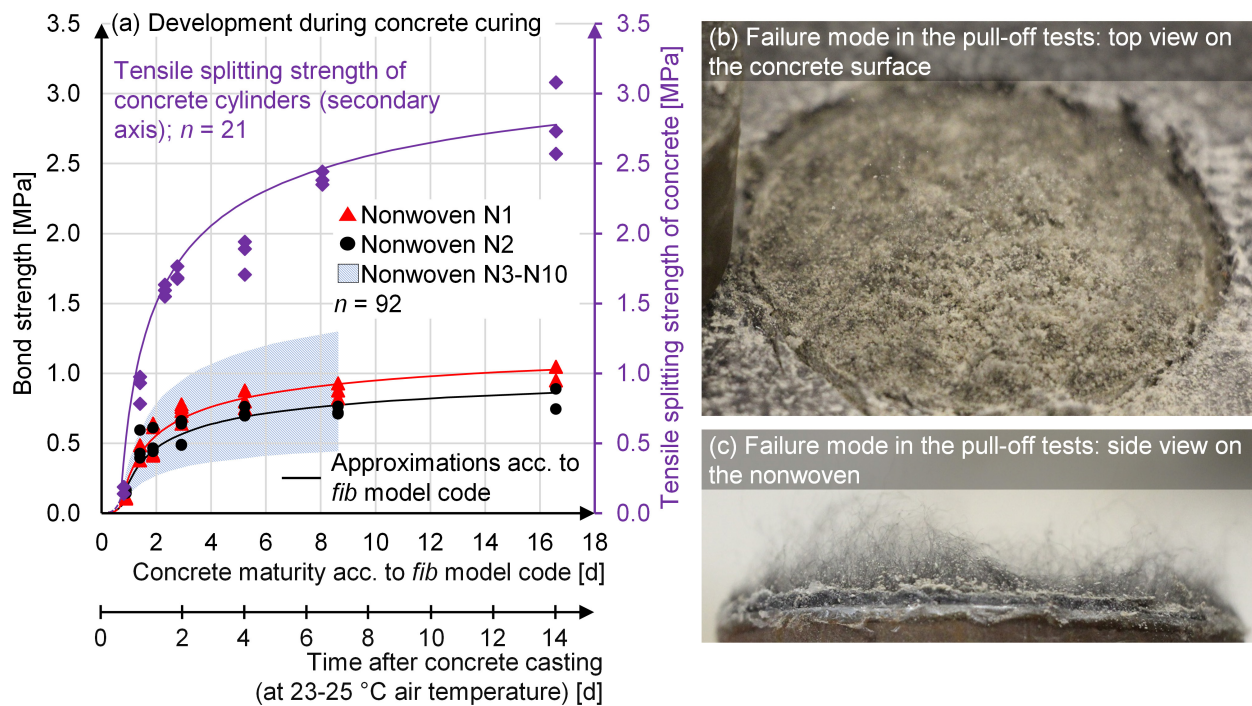 (a) Development during concrete curing
Tensile splitting strength of
concrete cylinders (secondary
axis); n = 21
Bond strength [MPa]
3.5
3.0
2.5
2.0
1.5
1.0
0.5
0.0
Nonwoven N1
Nonwoven N2
Nonwoven N3-N10
n = 92
Approximations acc. to
fib model code
3.5
3.0
2.5
2.0
1.5
1.0
0.5
0.0
Tensile splitting strength of concrete [MPa]
0 2 4 6 8 10 12 14 16 18
Concrete maturity acc. to fib model code [d]
0 2 4 6 8 10 12 14
Time after concrete casting
(at 23-25 °C air temperature) [d]
(b) Failure mode in the pull-off tests: top view on
the concrete surface
(c) Failure mode in the pull-off tests: side view on
the nonwoven